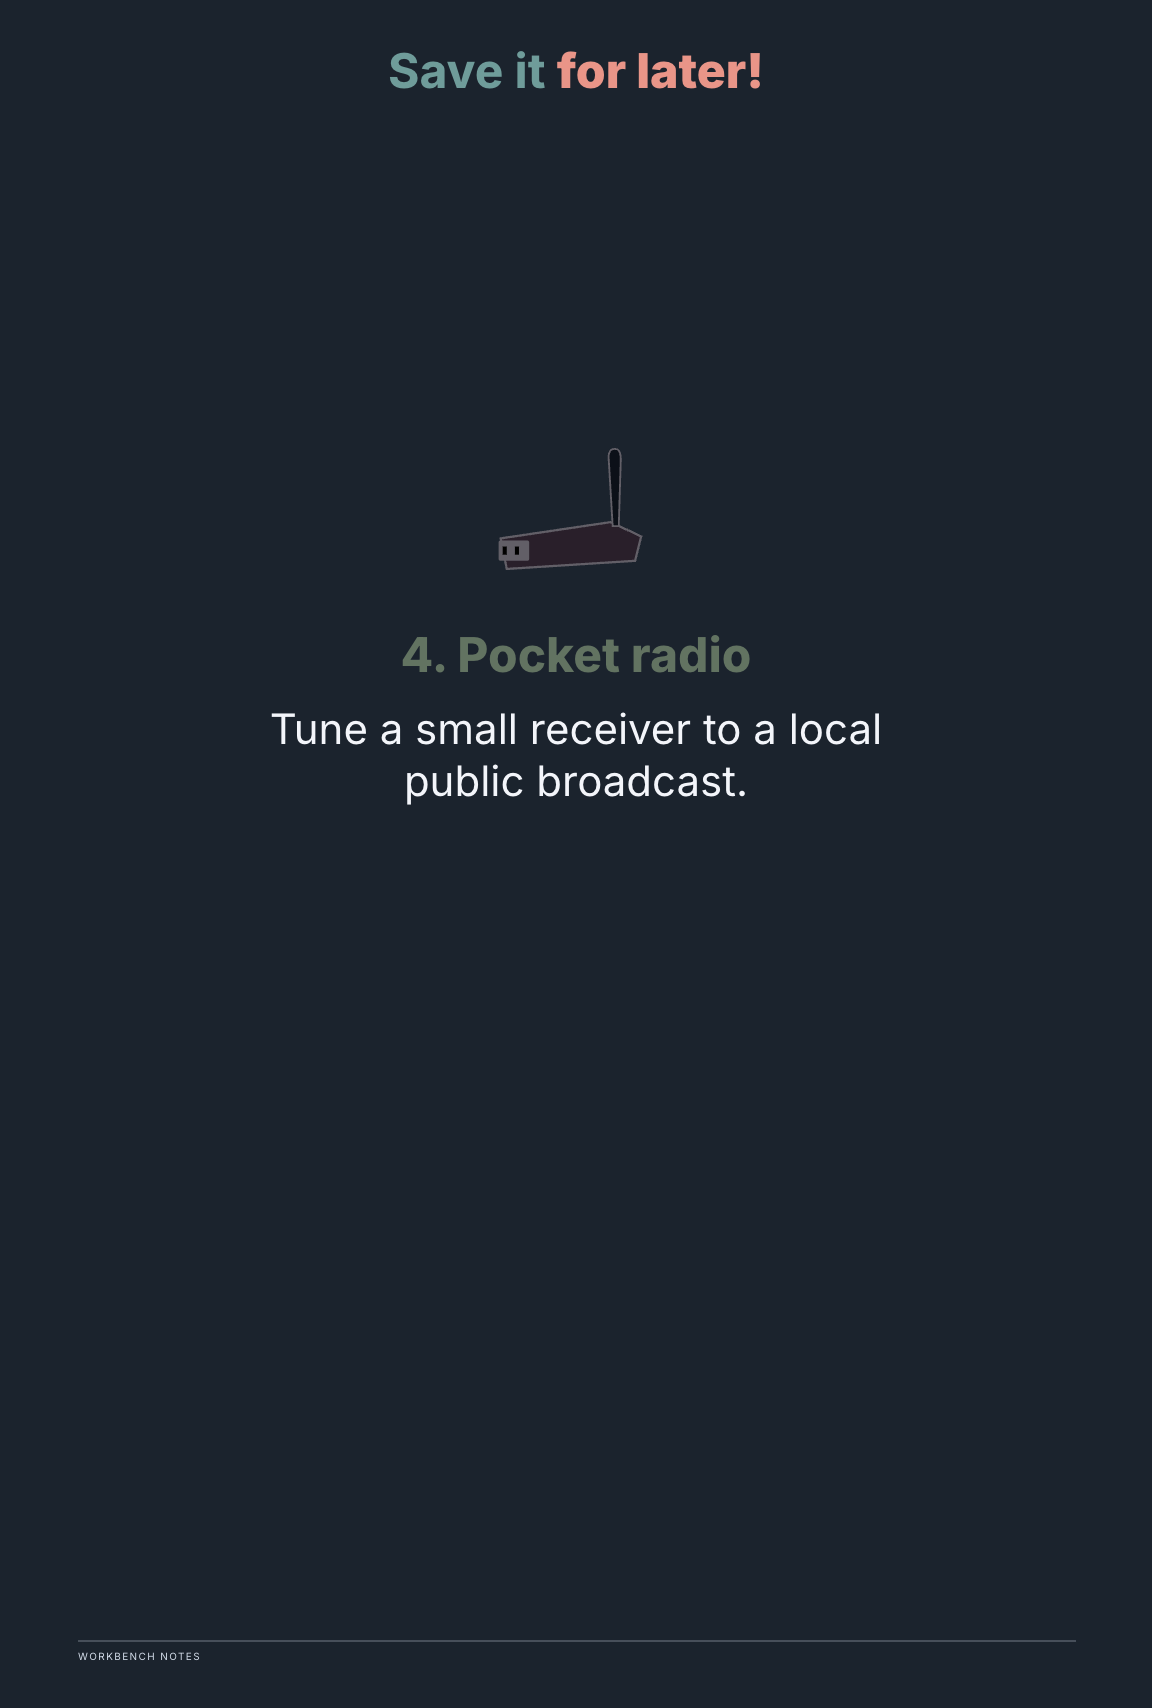 Save it for later!
4. Pocket radio
Tune a small receiver to a local
public broadcast.
WORKBENCH NOTES